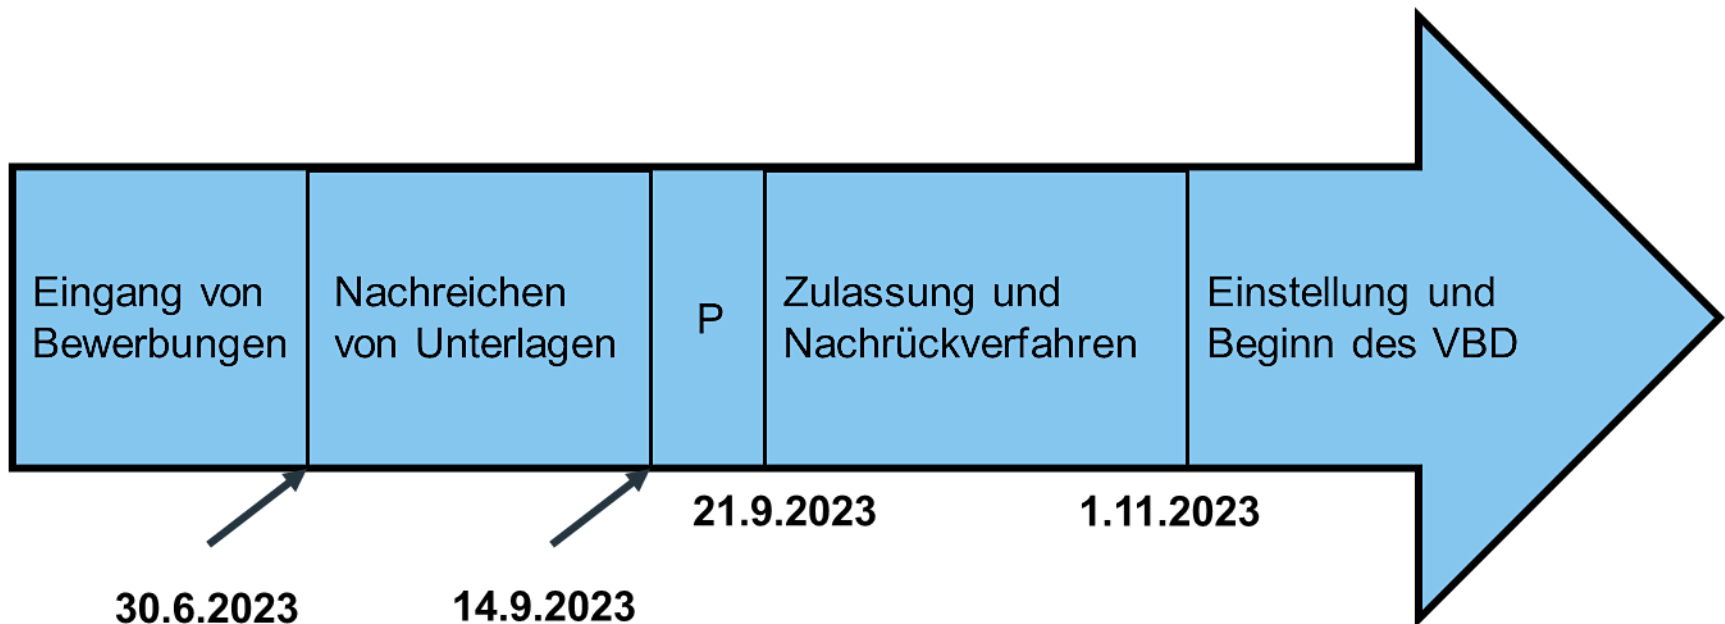 Eingang von
Bewerbungen
Nachreichen
von Unterlagen
P
Zulassung und
Nachrückverfahren
Einstellung und
Beginn des VBD
21.9.2023
1.11.2023
30.6.2023
14.9.2023